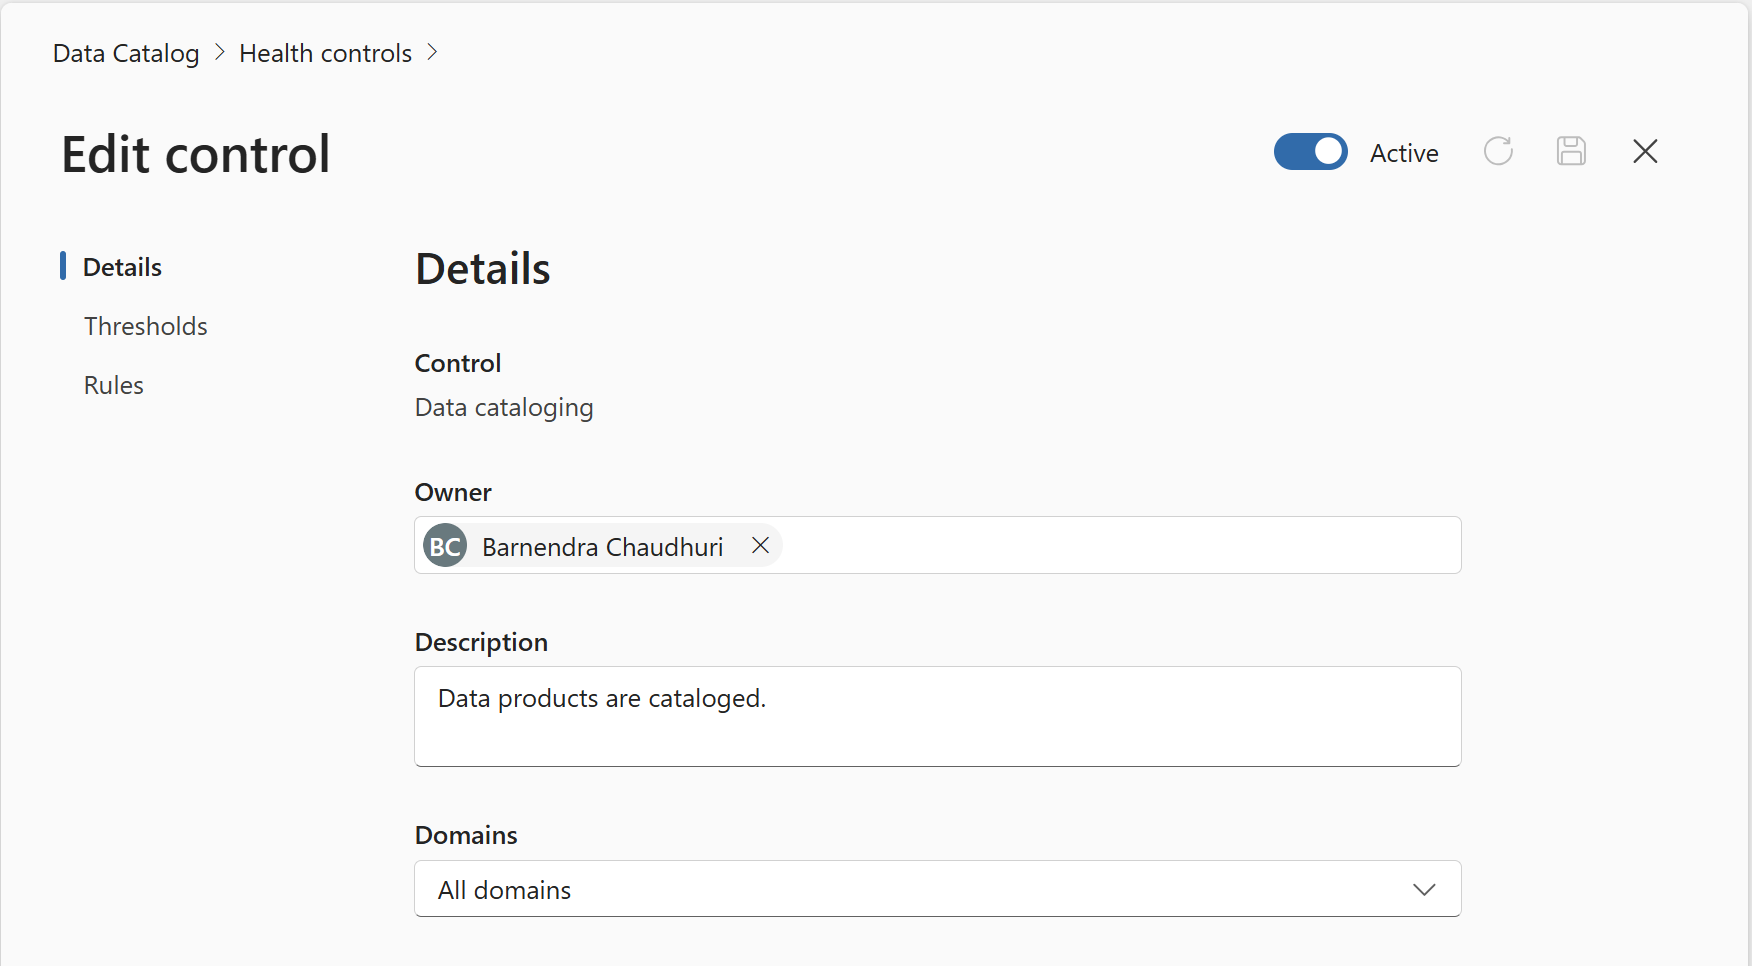 Data Catalog > Health controls >
Edit control
Active
Details
Thresholds
Rules
Details
Control
Data cataloging
Owner
BC Barnendra Chaudhuri
Description
Data products are cataloged.
Domains
All domains